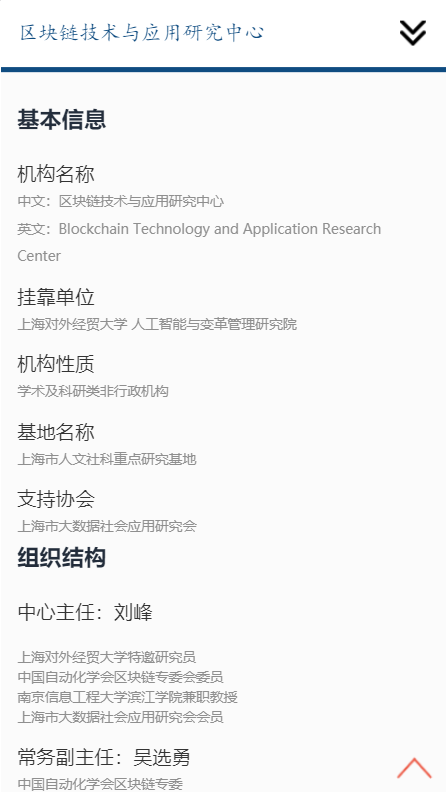 区块链技术与应用研究中心
基本信息
机构名称
中文：区块链技术与应用研究中心
英文：Blockchain Technology and Application Research
Center
挂靠单位
上海对外经贸大学 人工智能与变革管理研究院
机构性质
学术及科研类非行政机构
基地名称
上海市人文社科重点研究基地
支持协会
上海市大数据社会应用研究会
组织结构
中心主任：刘峰
上海对外经贸大学特邀研究员
中国自动化学会区块链专委会委员
南京信息工程大学滨江学院兼职教授
上海市大数据社会应用研究会会员
常务副主任：吴选勇
中国自动化学会区块链专委